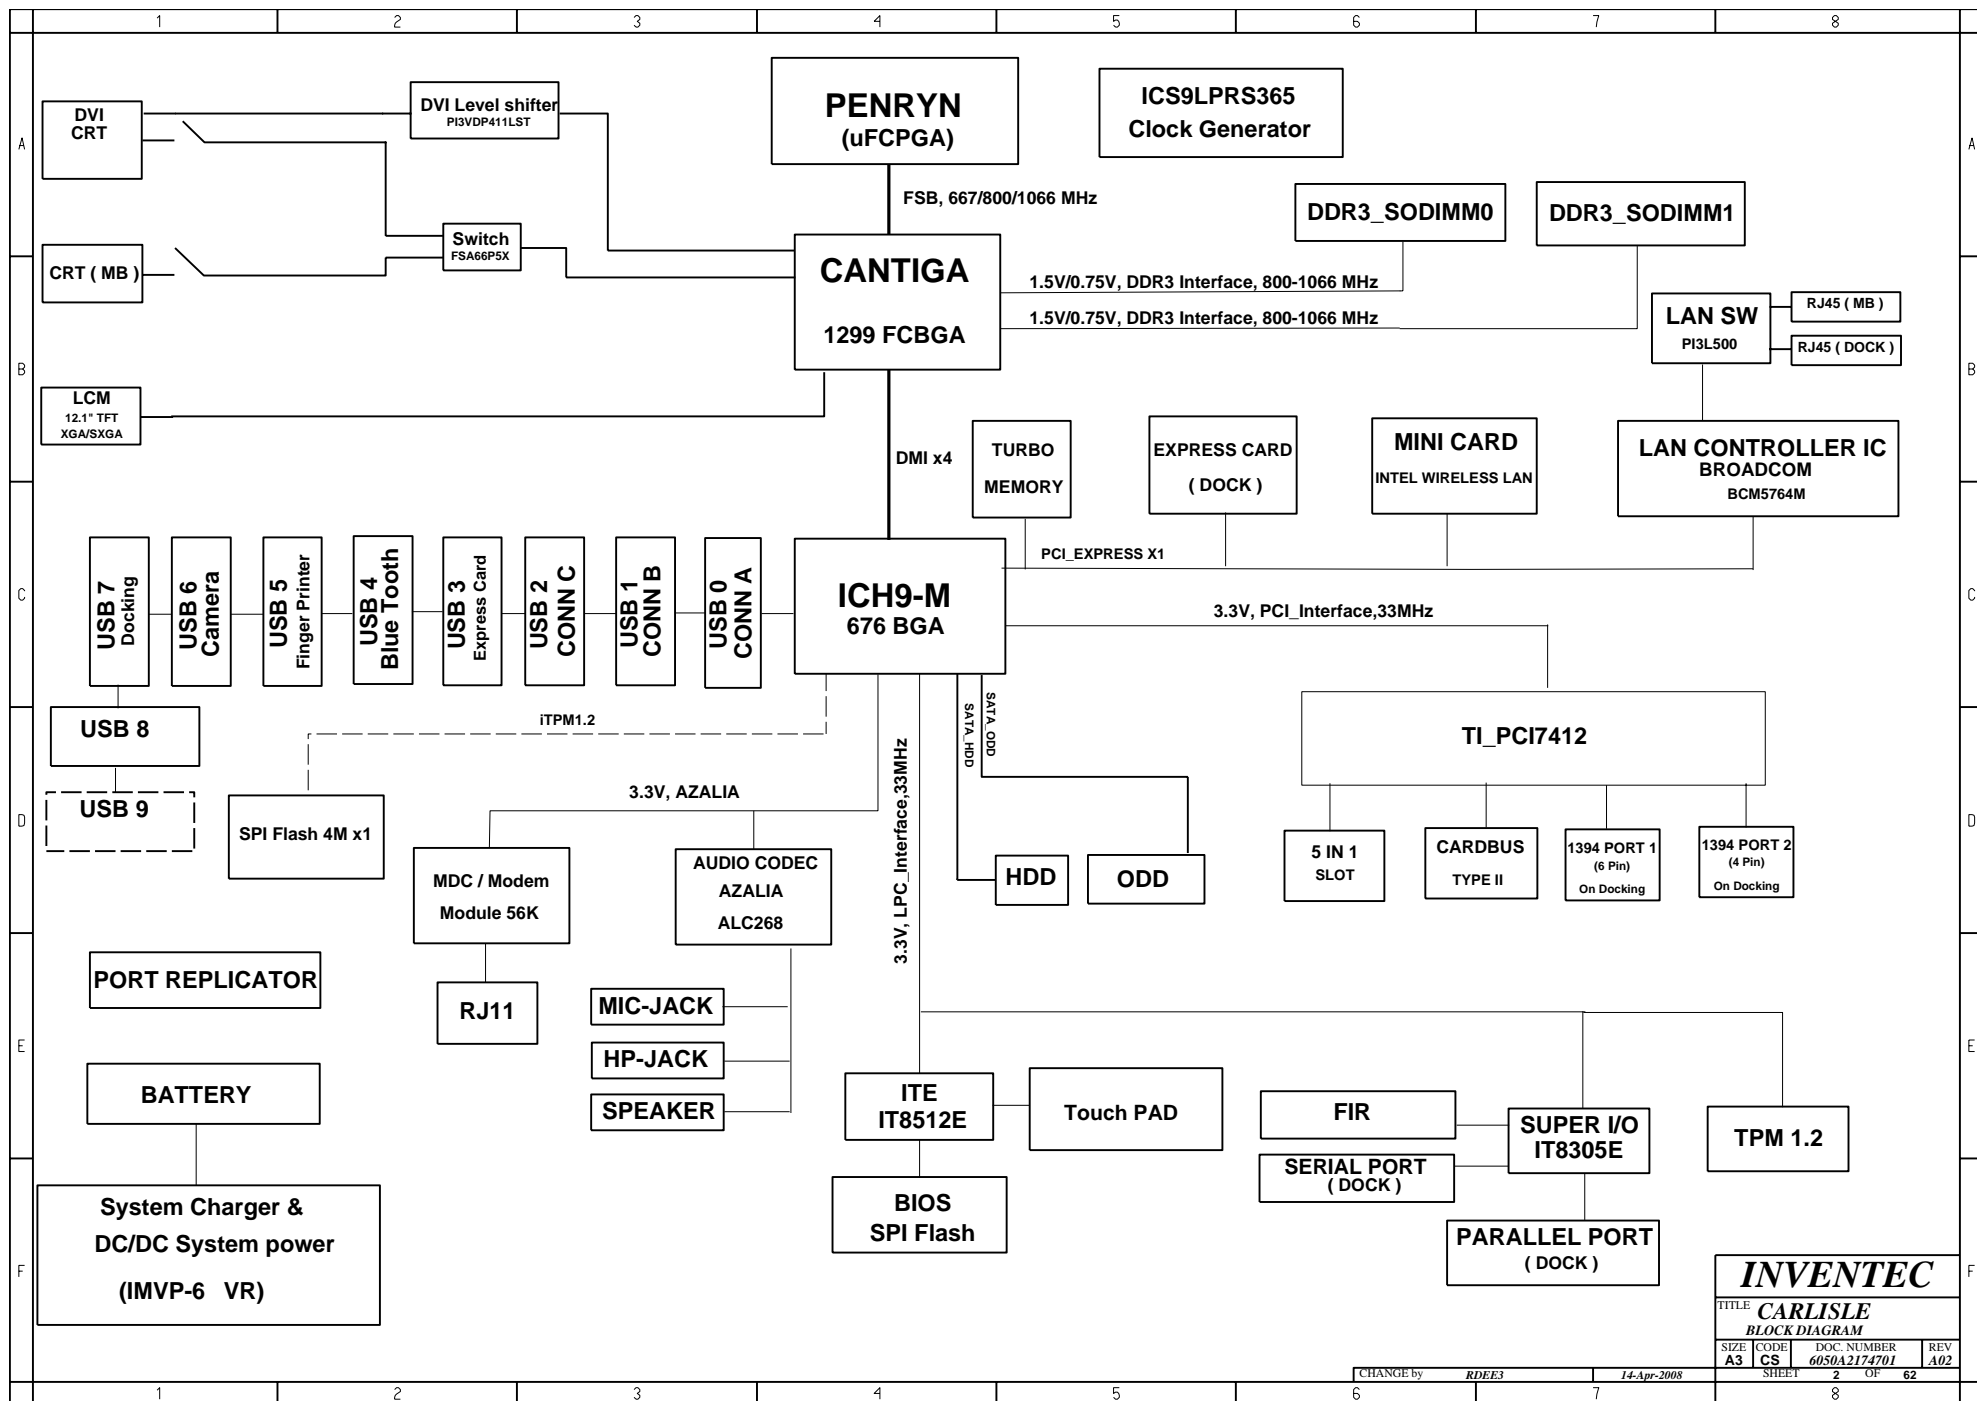 1 2 3 4 5 6 7 8
A
A
B
B
C
C
D
D
E
E
F
F
DVI
CRT
DVI Level shifter
PI3VDP411LST
PENRYN
(uFCPGA)
ICS9LPRS365
Clock Generator
FSB, 667/800/1066 MHz
DDR3_SODIMM0
DDR3_SODIMM1
Switch
FSA66P5X
CRT ( MB )
CANTIGA
1299 FCBGA
1.5V/0.75V, DDR3 Interface, 800-1066 MHz
1.5V/0.75V, DDR3 Interface, 800-1066 MHz
LAN SW
PI3L500
RJ45 ( MB )
RJ45 ( DOCK )
LCM
12.1" TFT
XGA/SXGA
DMI x4
TURBO
MEMORY
EXPRESS CARD
( DOCK )
MINI CARD
INTEL WIRELESS LAN
LAN CONTROLLER IC
BROADCOM
BCM5764M
USB 7
Docking
USB 6
Camera
USB 5
Finger Printer
USB 4
Blue Tooth
USB 3
Express Card
USB 2
CONN C
USB 1
CONN B
USB 0
CONN A
ICH9-M
676 BGA
PCI_EXPRESS X1
3.3V, PCI_Interface,33MHz
USB 8
USB 9
iTPM1.2
SPI Flash 4M x1
3.3V, AZALIA
3.3V, LPC_Interface,33MHz
SATA_HDD
SATA_ODD
TI_PCI7412
MDC / Modem
Module 56K
AUDIO CODEC
AZALIA
ALC268
HDD
ODD
5 IN 1
SLOT
CARDBUS
TYPE II
1394 PORT 1
(6 Pin)
On Docking
1394 PORT 2
(4 Pin)
On Docking
PORT REPLICATOR
RJ11
MIC-JACK
HP-JACK
SPEAKER
BATTERY
ITE
IT8512E
Touch PAD
FIR
SERIAL PORT
( DOCK )
SUPER I/O
IT8305E
TPM 1.2
System Charger &
DC/DC System power
(IMVP-6 VR)
BIOS
SPI Flash
PARALLEL PORT
( DOCK )
INVENTEC
TITLE CARLISLE
BLOCK DIAGRAM
SIZE CODE DOC. NUMBER REV
A3 CS 6050A2174701 A02
CHANGE by RDEE3 14-Apr-2008 SHEET 2 OF 62
1 2 3 4 5 6 7 8